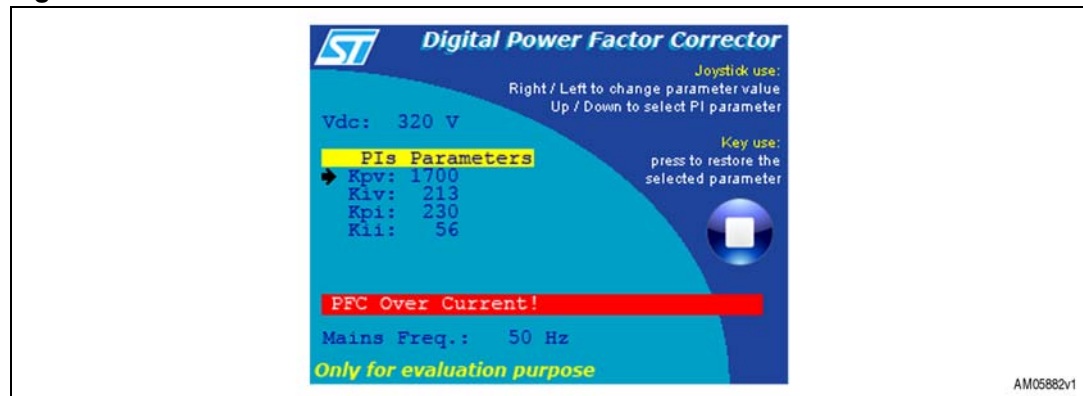 ST
Digital Power Factor Corrector
Joystick use:
Right / Left to change parameter value
Up / Down to select PI parameter
Vdc: 320 V
Key use:
press to restore the
selected parameter
PIs Parameters
Kpv: 1700
Kiv: 213
Kpi: 230
Kii: 56
PFC Over Current!
Mains Freq.: 50 Hz
Only for evaluation purpose
AM05882v1